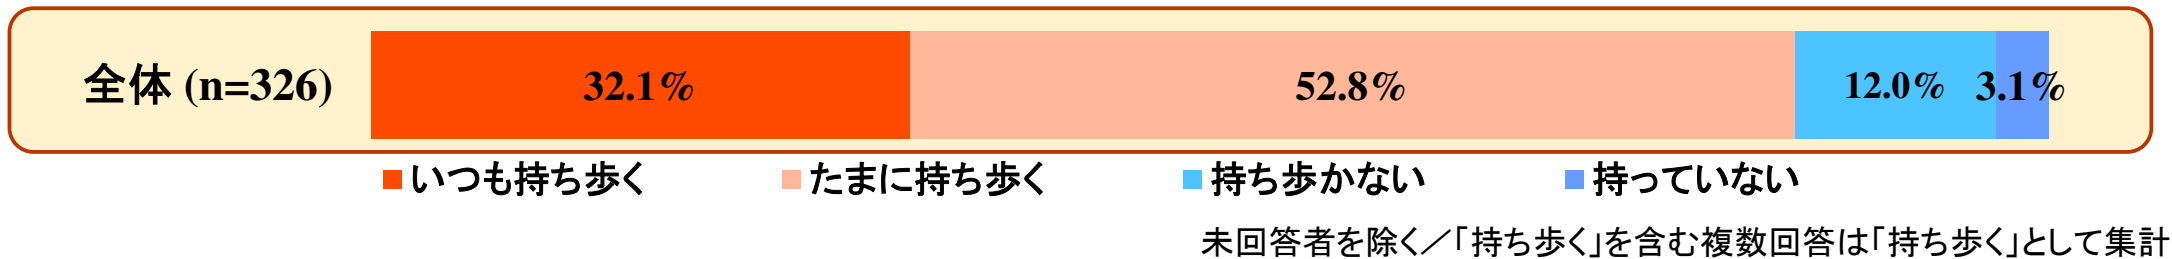 全体 (n=326) 32.1% 52.8% 12.0% 3.1%
いつも持ち歩く たまに持ち歩く 持ち歩かない 持っていない
未回答者を除く／「持ち歩く」を含む複数回答は「持ち歩く」として集計